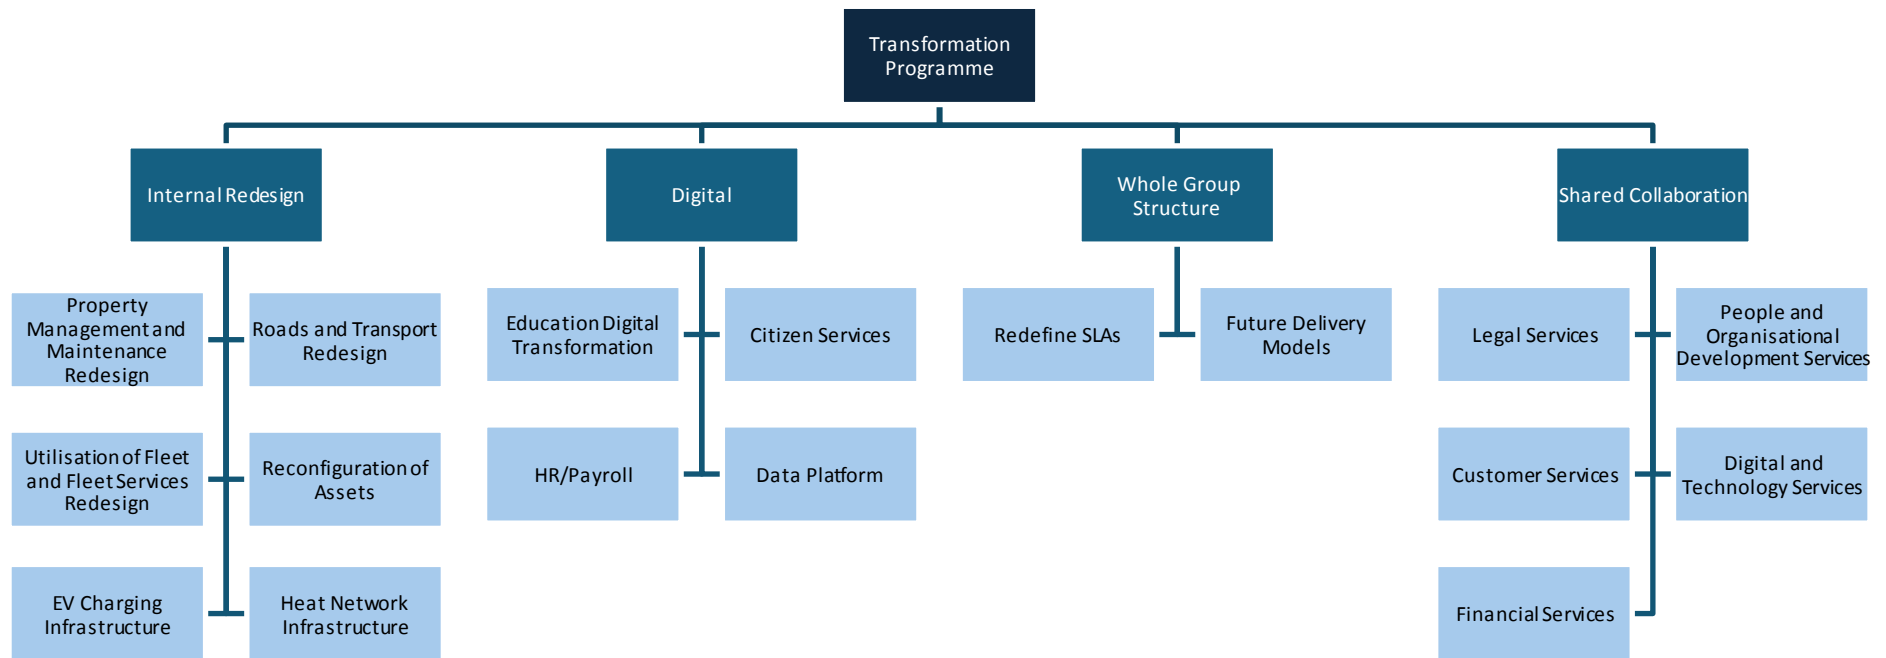 Transformation
Programme
Internal Redesign
Digital
Whole Group
Structure
Shared Collaboration
Property
Management and
Maintenance
Redesign
Roads and Transport
Redesign
Education Digital
Transformation
Citizen Services
Redefine SLAs
Future Delivery
Models
Legal Services
People and
Organisational
Development Services
Utilisation of Fleet
and Fleet Services
Redesign
Reconfiguration of
Assets
HR/Payroll
Data Platform
Customer Services
Digital and
Technology Services
EV Charging
Infrastructure
Heat Network
Infrastructure
Financial Services